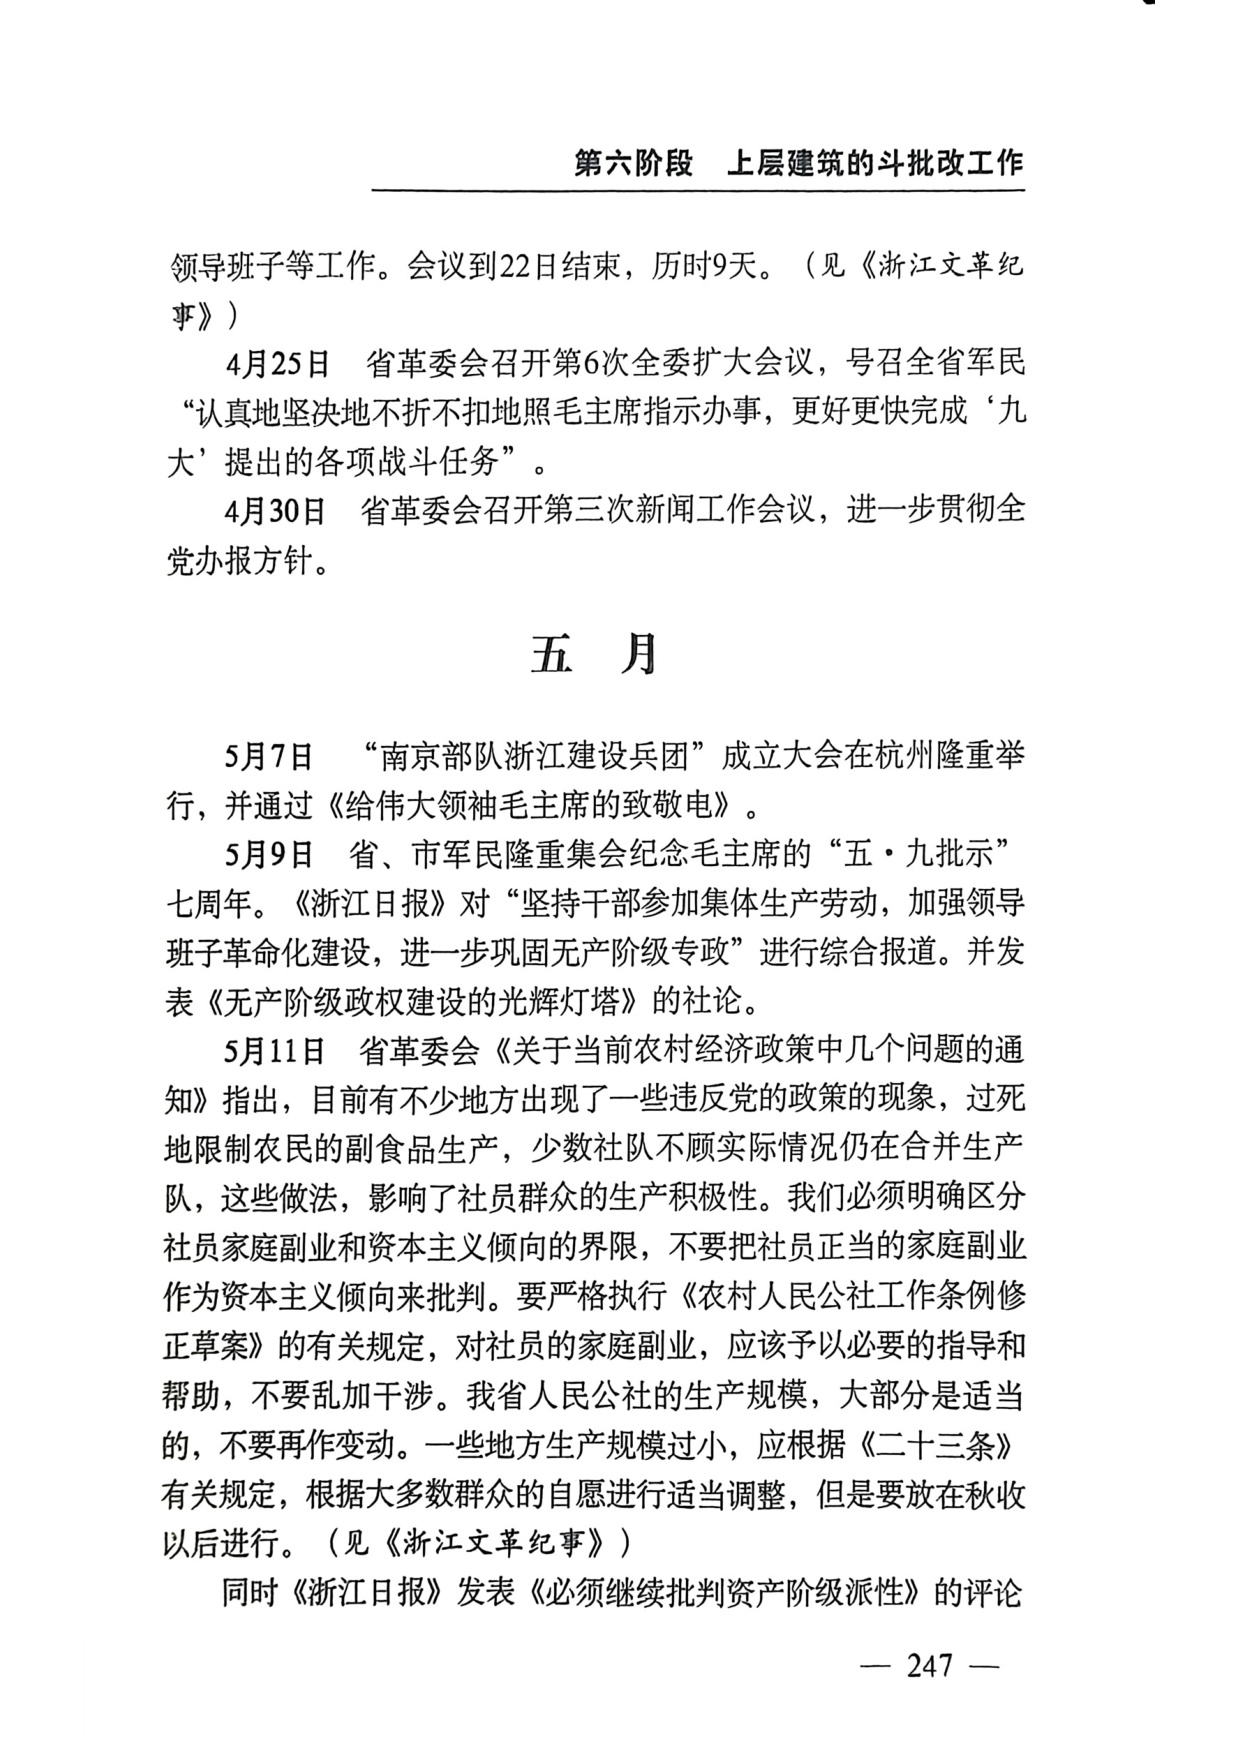 第六阶段　上层建筑的斗批改工作
领导班子等工作。会议到22日结束，历时9天。（见《浙江文革纪
事》）
4月25日　省革委会召开第6次全委扩大会议，号召全省军民
“认真地坚决地不折不扣地照毛主席指示办事，更好更快完成‘九
大’提出的各项战斗任务”。
4月30日　省革委会召开第三次新闻工作会议，进一步贯彻全
党办报方针。
五　月
5月7日　“南京部队浙江建设兵团”成立大会在杭州隆重举
行，并通过《给伟大领袖毛主席的致敬电》。
5月9日　省、市军民隆重集会纪念毛主席的“五·九批示”
七周年。《浙江日报》对“坚持干部参加集体生产劳动，加强领导
班子革命化建设，进一步巩固无产阶级专政”进行综合报道。并发
表《无产阶级政权建设的光辉灯塔》的社论。
5月11日　省革委会《关于当前农村经济政策中几个问题的通
知》指出，目前有不少地方出现了一些违反党的政策的现象，过死
地限制农民的副食品生产，少数社队不顾实际情况仍在合并生产
队，这些做法，影响了社员群众的生产积极性。我们必须明确区分
社员家庭副业和资本主义倾向的界限，不要把社员正当的家庭副业
作为资本主义倾向来批判。要严格执行《农村人民公社工作条例修
正草案》的有关规定，对社员的家庭副业，应该予以必要的指导和
帮助，不要乱加干涉。我省人民公社的生产规模，大部分是适当
的，不要再作变动。一些地方生产规模过小，应根据《二十三条》
有关规定，根据大多数群众的自愿进行适当调整，但是要放在秋收
以后进行。（见《浙江文革纪事》）
同时《浙江日报》发表《必须继续批判资产阶级派性》的评论
— 247 —